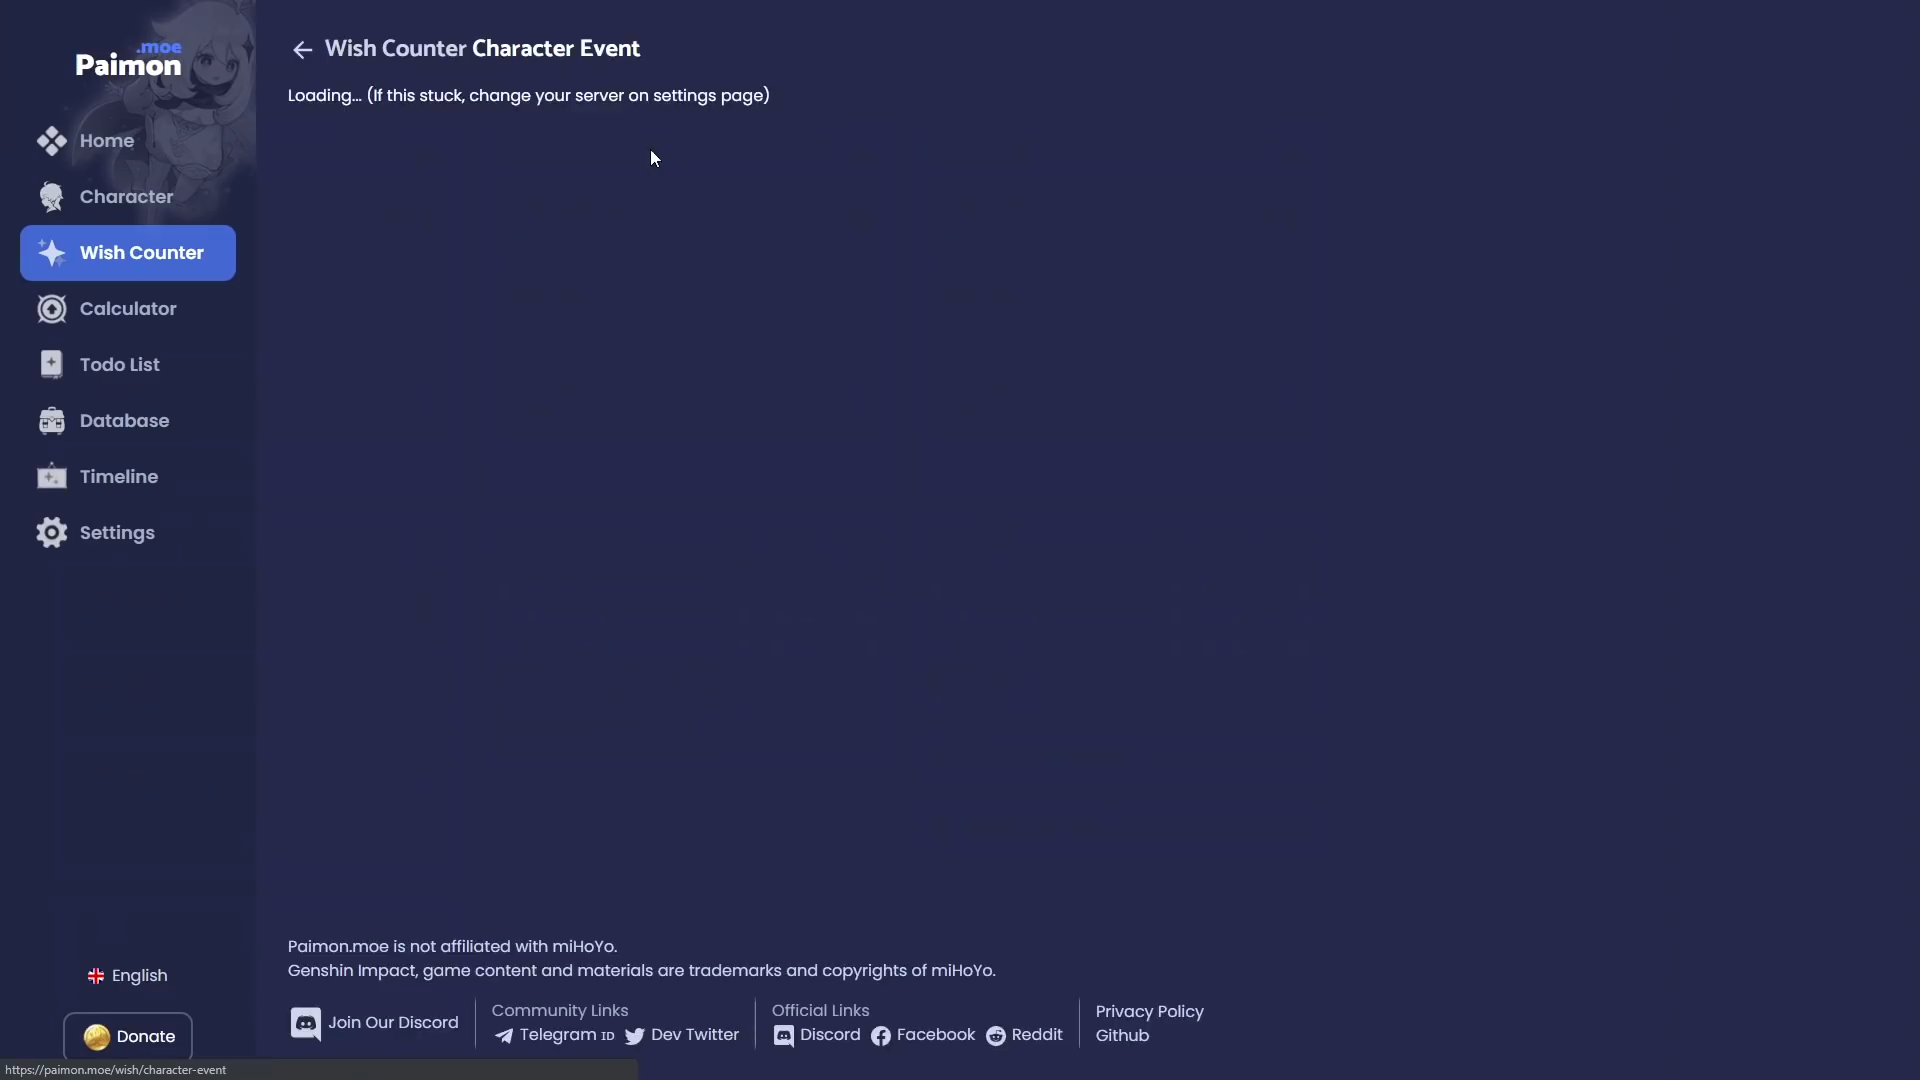 .moe
Paimon
Home
Character
Wish Counter
Calculator
Todo List
Database
Timeline
Settings
English
Donate
Wish Counter Character Event
Loading... (If this stuck, change your server on settings page)
Paimon.moe is not affiliated with miHoYo.
Genshin Impact, game content and materials are trademarks and copyrights of miHoYo.
Join Our Discord
Community Links
Telegram ID Dev Twitter
Official Links
Discord Facebook Reddit
Privacy Policy
Github
https://paimon.moe/wish/character-event